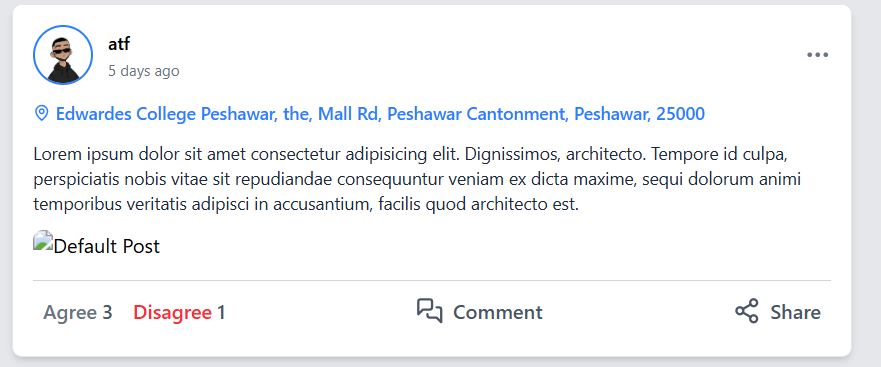 atf
5 days ago
Edwardes College Peshawar, the, Mall Rd, Peshawar Cantonment, Peshawar, 25000
Lorem ipsum dolor sit amet consectetur adipisicing elit. Dignissimos, architecto. Tempore id culpa,
perspiciatis nobis vitae sit repudiandae consequuntur veniam ex dicta maxime, sequi dolorum animi
temporibus veritatis adipisci in accusantium, facilis quod architecto est.
Default Post
Agree 3 Disagree 1 Comment Share